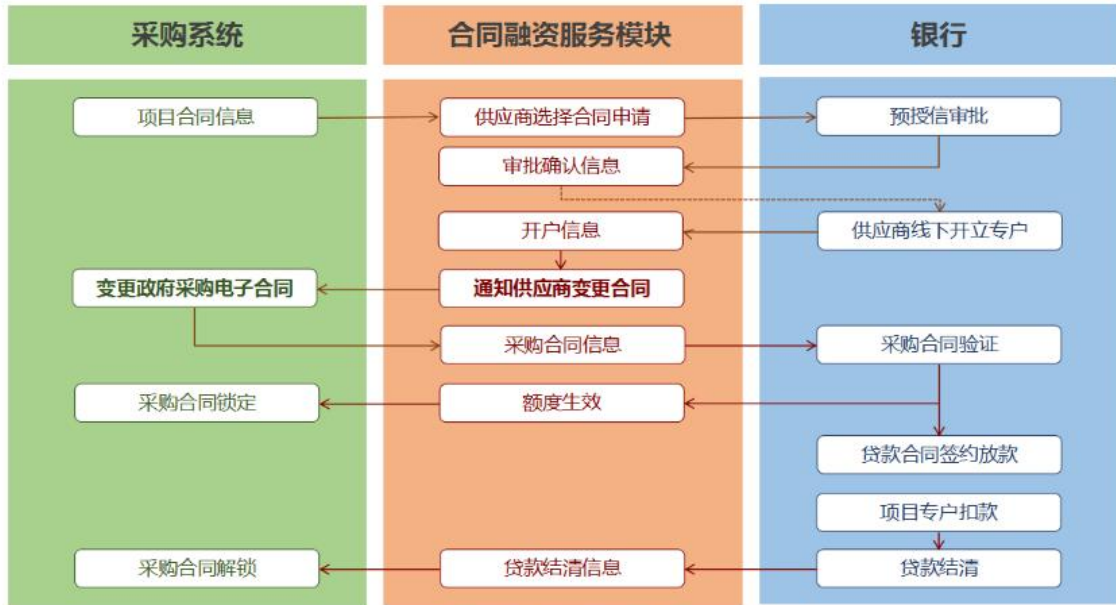 采购系统
合同融资服务模块
银行
项目合同信息
供应商选择合同申请
预授信审批
审批确认信息
开户信息
供应商线下开立专户
变更政府采购电子合同
通知供应商变更合同
采购合同信息
采购合同验证
采购合同锁定
额度生效
贷款合同签约放款
项目专户扣款
采购合同解锁
贷款结清信息
贷款结清